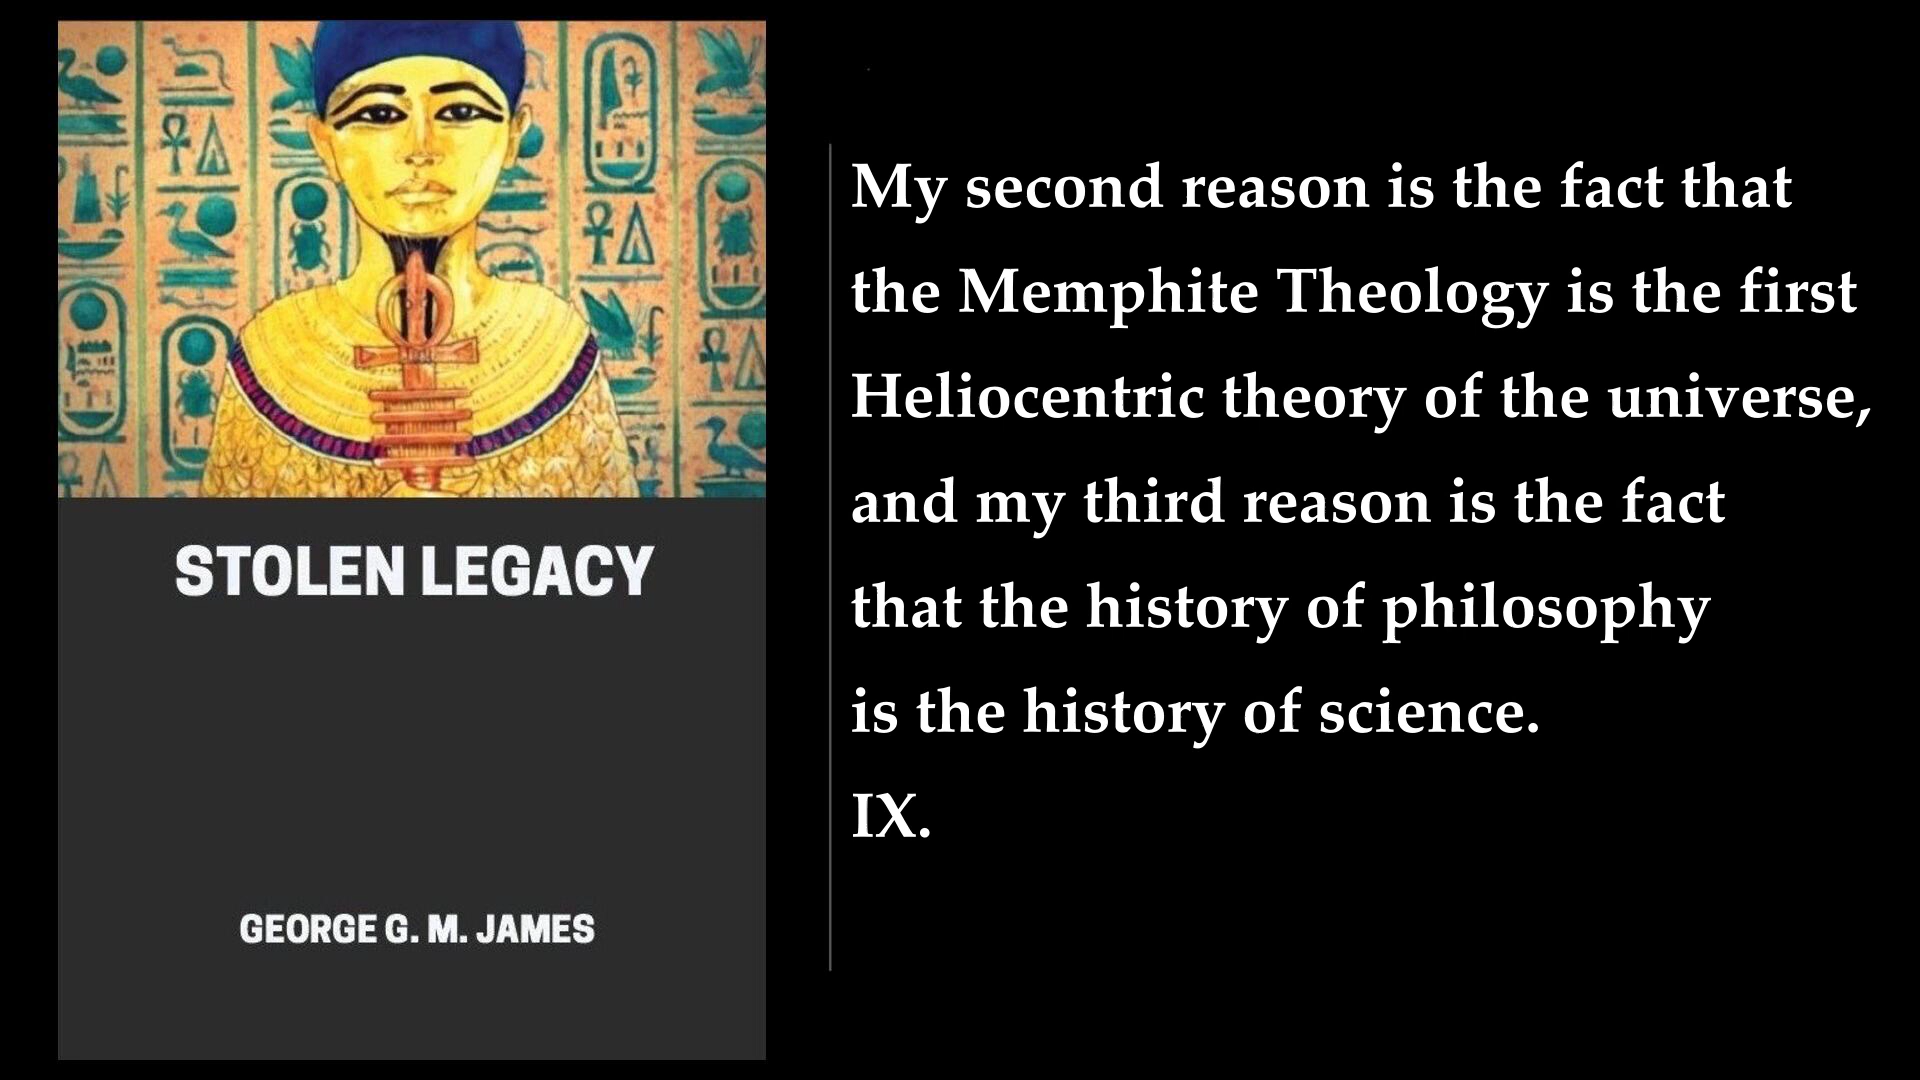 STOLEN LEGACY
GEORGE G. M. JAMES
My second reason is the fact that
the Memphite Theology is the first
Heliocentric theory of the universe,
and my third reason is the fact
that the history of philosophy
is the history of science.
IX.